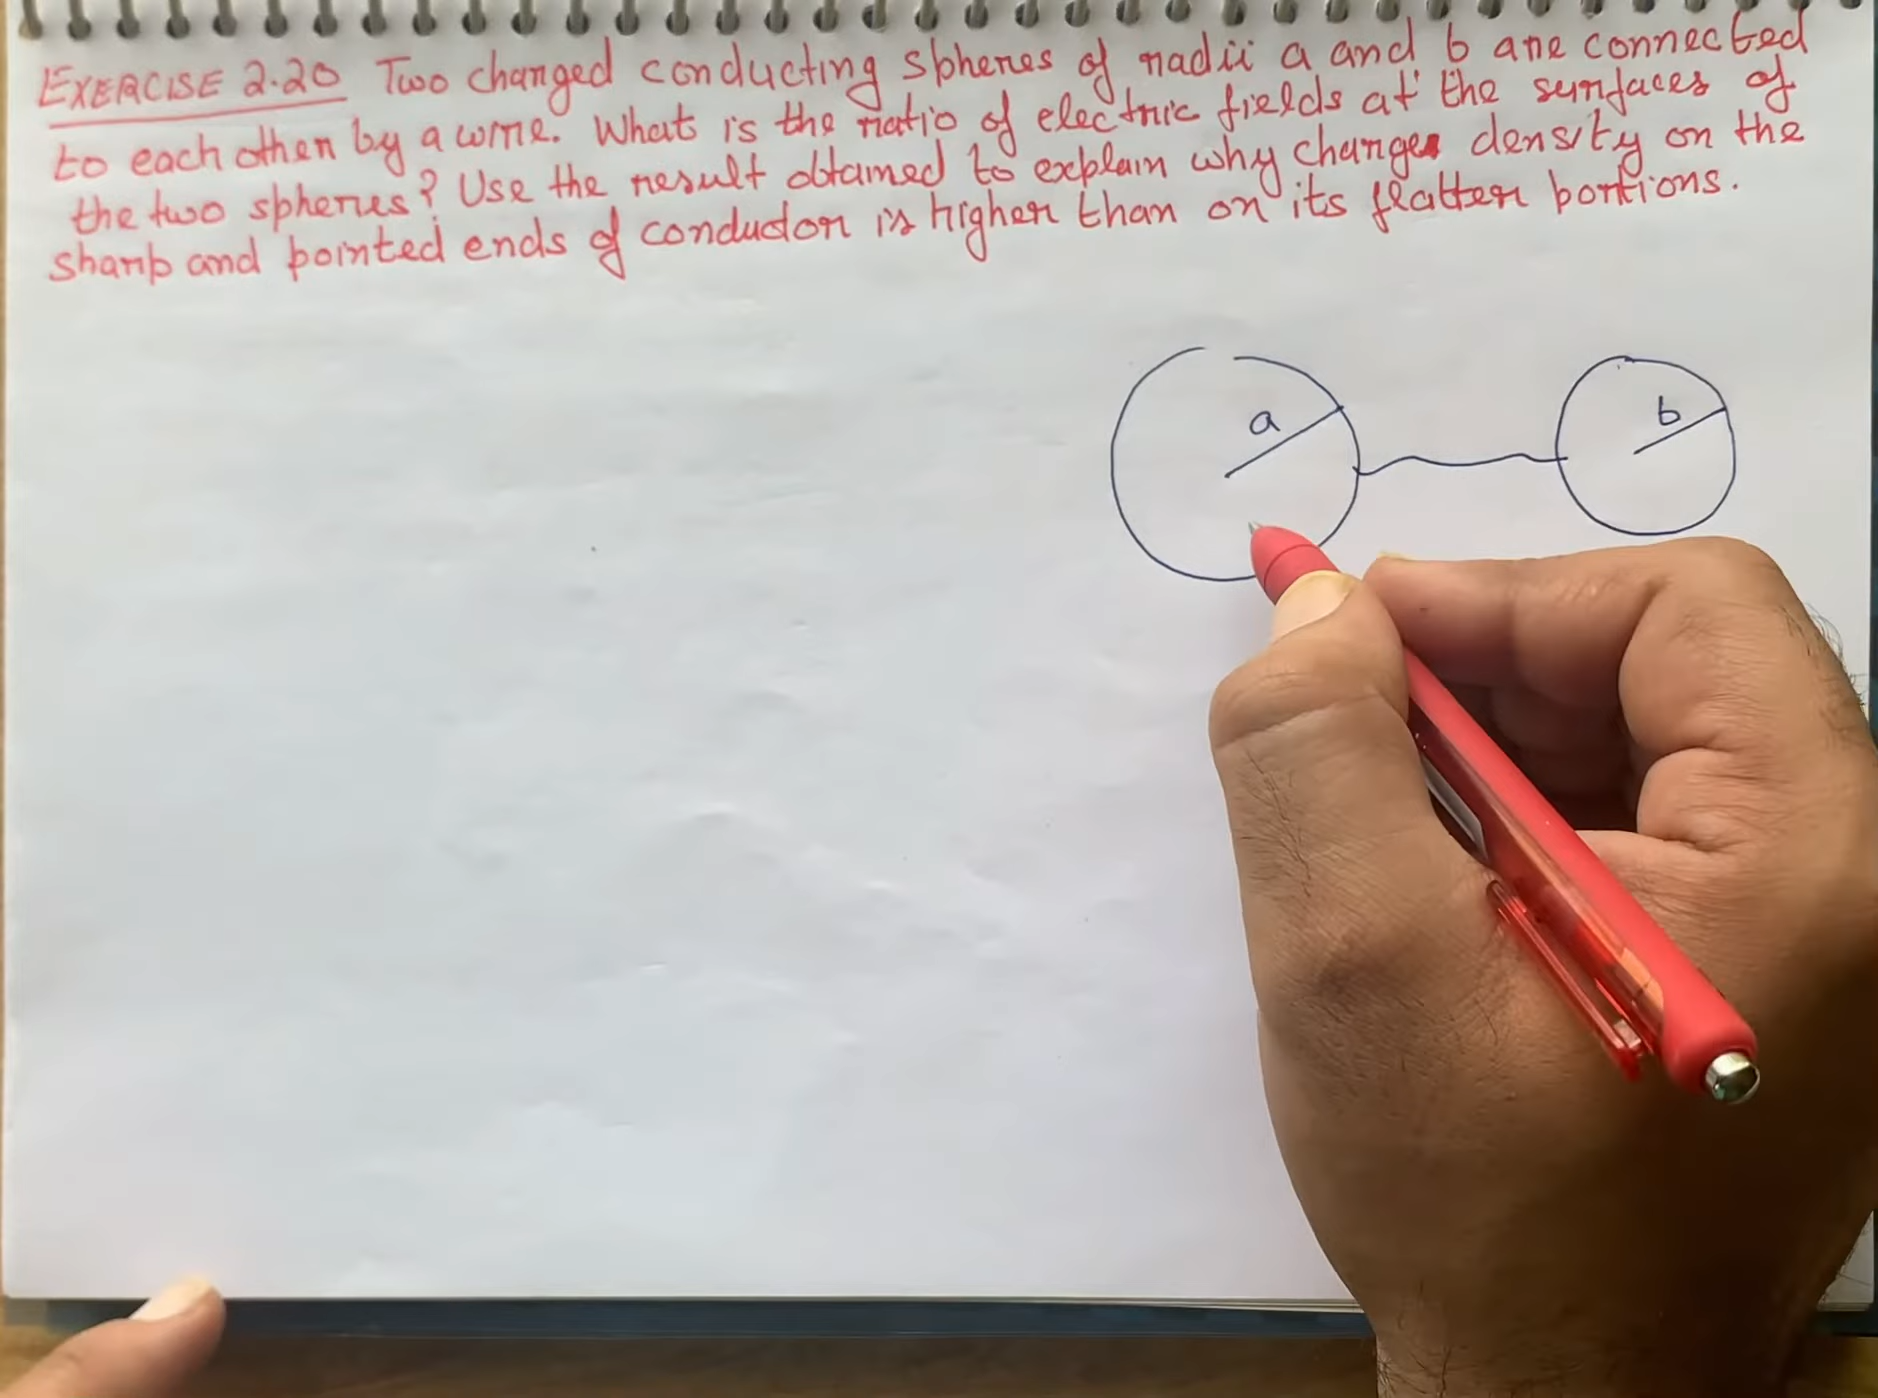 EXERCISE 2.20 Two charged conducting spheres of radii a and b are connected
to each other by a wire. What is the ratio of electric fields at the surfaces of
the two spheres? Use the result obtained to explain why charge density on the
sharp and pointed ends of conductor is higher than on its flatter portions.
a
b